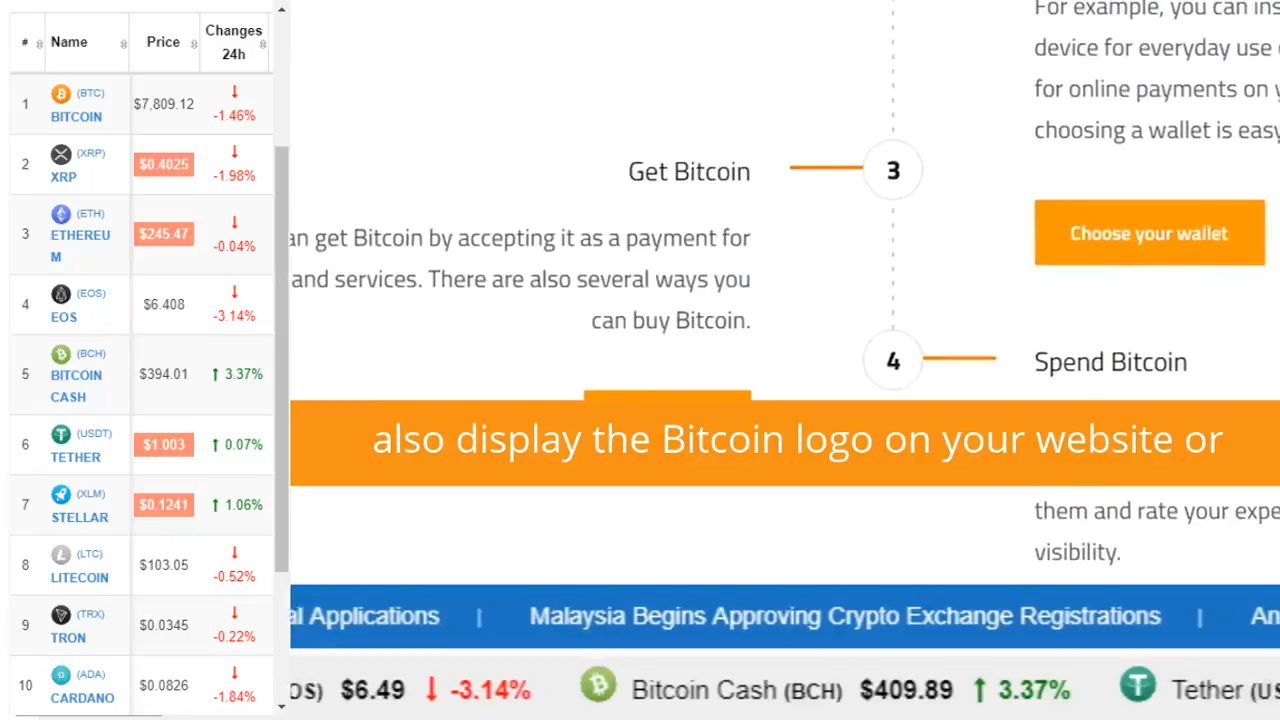 # Name Price Changes 24h
1 (BTC) BITCOIN $7,809.12 ↓ -1.46%
2 (XRP) XRP $0.4025 ↓ -1.98%
3 (ETH) ETHEREUM $245.47 ↓ -0.04%
4 (EOS) EOS $6.408 ↓ -3.14%
5 (BCH) BITCOIN CASH $394.01 ↑ 3.37%
6 (USDT) TETHER $1.003 ↑ 0.07%
7 (XLM) STELLAR $0.1241 ↑ 1.06%
8 (LTC) LITECOIN $103.05 ↓ -0.52%
9 (TRX) TRON $0.0345 ↓ -0.22%
10 (ADA) CARDANO $0.0826 ↓ -1.84%
For example, you can ins
device for everyday use
for online payments on y
choosing a wallet is easy
Choose your wallet
Get Bitcoin
3
an get Bitcoin by accepting it as a payment for
and services. There are also several ways you
can buy Bitcoin.
4
Spend Bitcoin
also display the Bitcoin logo on your website or
them and rate your expe
visibility.
al Applications | Malaysia Begins Approving Crypto Exchange Registrations | An
OS) $6.49 ↓ -3.14% Bitcoin Cash (BCH) $409.89 ↑ 3.37% Tether (US